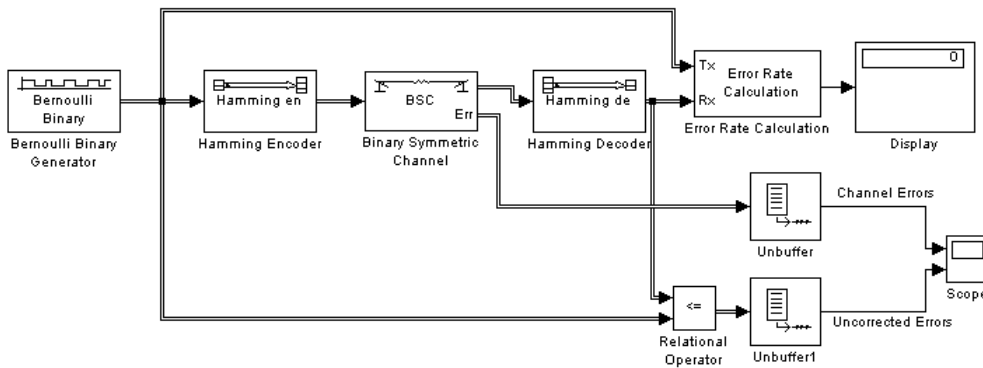 Bernoulli
Binary
Bernoulli Binary
Generator
Hamming en
Hamming Encoder
BSC
Err
Binary Symmetric
Channel
Hamming de
Hamming Decoder
Tx
Rx
Error Rate
Calculation
Error Rate Calculation
0
Display
Unbuffer
Channel Errors
Scope
<=
Relational
Operator
Unbuffer1
Uncorrected Errors